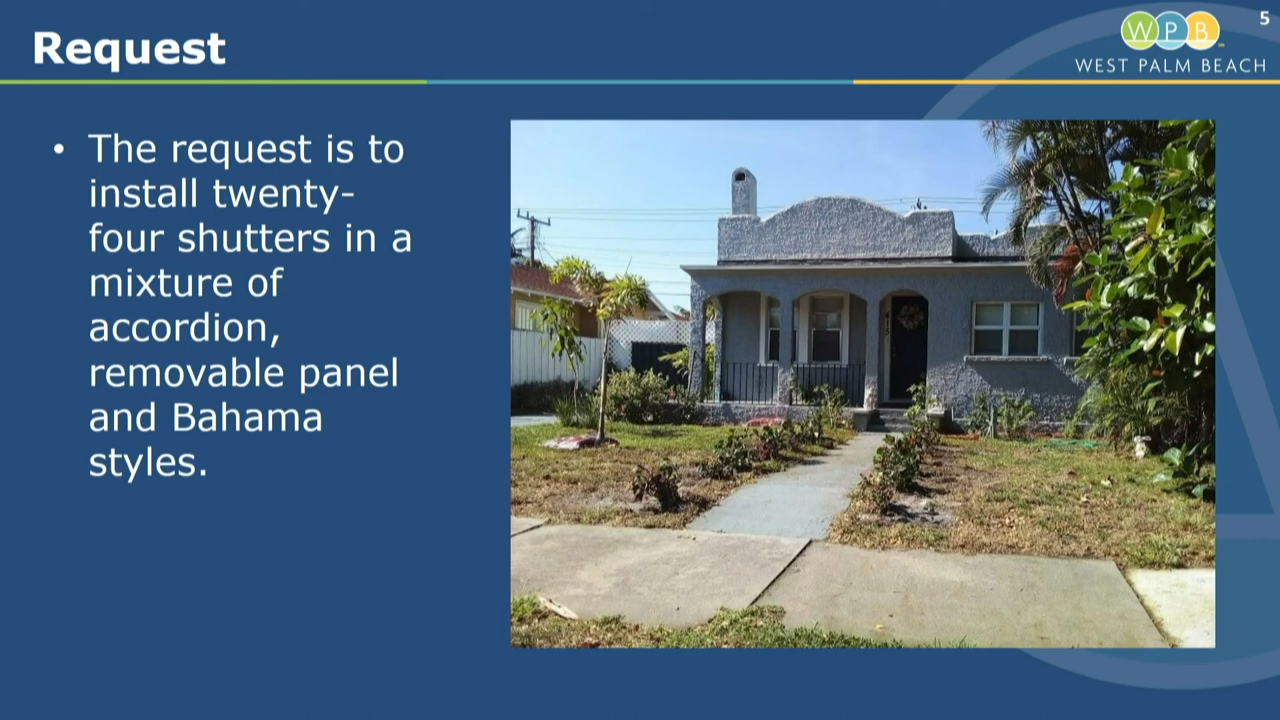 5
Request
WPB
WEST PALM BEACH
• The request is to
install twenty-
four shutters in a
mixture of
accordion,
removable panel
and Bahama
styles.